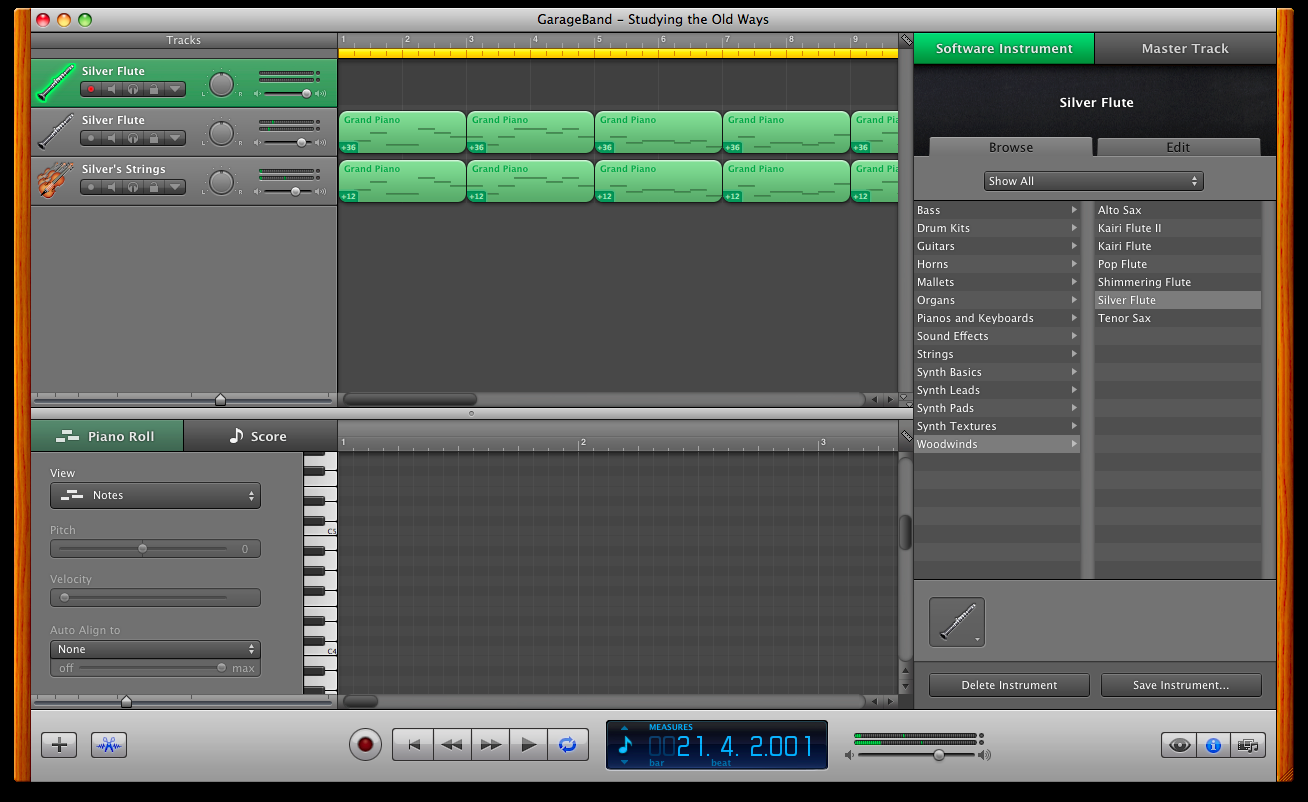 GarageBand – Studying the Old Ways
Tracks
1 2 3 4 5 6 7 8 9
Software Instrument
Master Track
Silver Flute
L R
Silver Flute
L R
Grand Piano Grand Piano Grand Piano Grand Piano Grand Pi
+36 +36 +36 +36 +36
Silver's Strings
L R
Grand Piano Grand Piano Grand Piano Grand Piano Grand Pi
+12 +12 +12 +12 +12
Silver Flute
Browse
Edit
Show All
Bass
Drum Kits
Guitars
Horns
Mallets
Organs
Pianos and Keyboards
Sound Effects
Strings
Synth Basics
Synth Leads
Synth Pads
Synth Textures
Woodwinds
Alto Sax
Kairi Flute II
Kairi Flute
Pop Flute
Shimmering Flute
Silver Flute
Tenor Sax
Piano Roll
Score
1 2 3
View
Notes
Pitch
0
Velocity
Auto Align to
None
off max
C5
C4
Delete Instrument
Save Instrument...
MEASURES
0021. 4. 2.001
bar beat